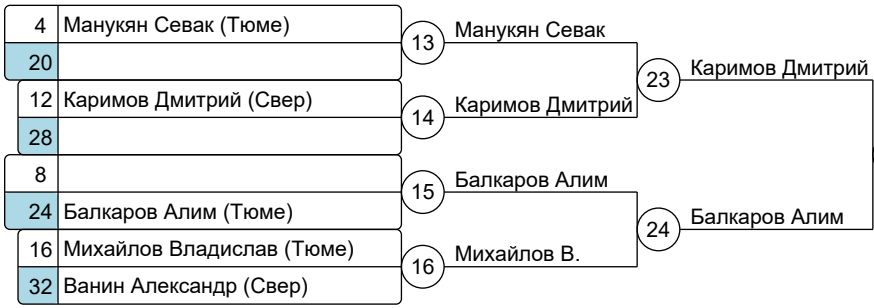 4 Манукян Севак (Тюме)
20
13 Манукян Севак
12 Каримов Дмитрий (Свер)
28
14 Каримов Дмитрий
23 Каримов Дмитрий
8
24 Балкаров Алим (Тюме)
15 Балкаров Алим
16 Михайлов Владислав (Тюме)
32 Ванин Александр (Свер)
16 Михайлов В.
24 Балкаров Алим